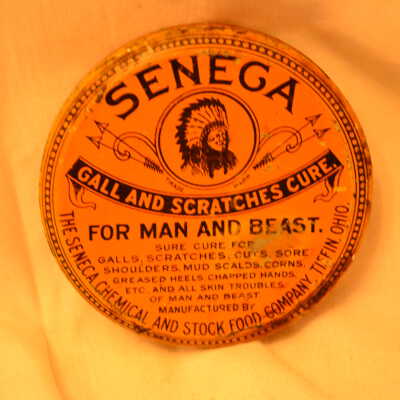 SENEGA
TRADE MARK
GALL AND SCRATCHES CURE.
FOR MAN AND BEAST.
SURE CURE FOR
GALLS, SCRATCHES, CUTS, SORE
SHOULDERS, MUD SCALDS, CORNS,
GREASED HEELS, CHAPPED HANDS,
ETC. AND ALL SKIN TROUBLES
OF MAN AND BEAST
MANUFACTURED BY
THE SENEGA CHEMICAL AND STOCK FOOD COMPANY, TIFFIN, OHIO.